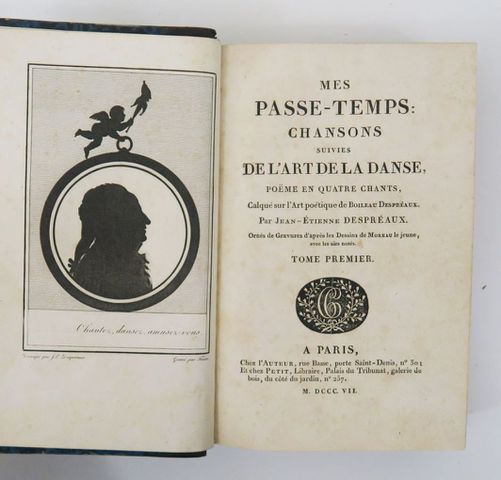 Chantez, dansez, amusez-vous.
Gravé par
MES
PASSE-TEMPS:
CHANSONS
SUIVIES
DE L'ART DE LA DANSE,
POËME EN QUATRE CHANTS,
Calqué sur l'Art poétique de BOILEAU DESPRÉAUX.
Par JEAN-ÉTIENNE DESPRÉAUX.
Ornés de Gravures d'après les Dessins de MOREAU le jeune,
avec les airs notés.
TOME PREMIER.
A PARIS,
Chez l'AUTEUR, rue Basse, porte Saint-Denis, n° 30;
Et chez PETIT, Libraire, Palais du Tribunat, galerie de
bois, du côté du jardin, n° 257.
M. DCCC. VII.